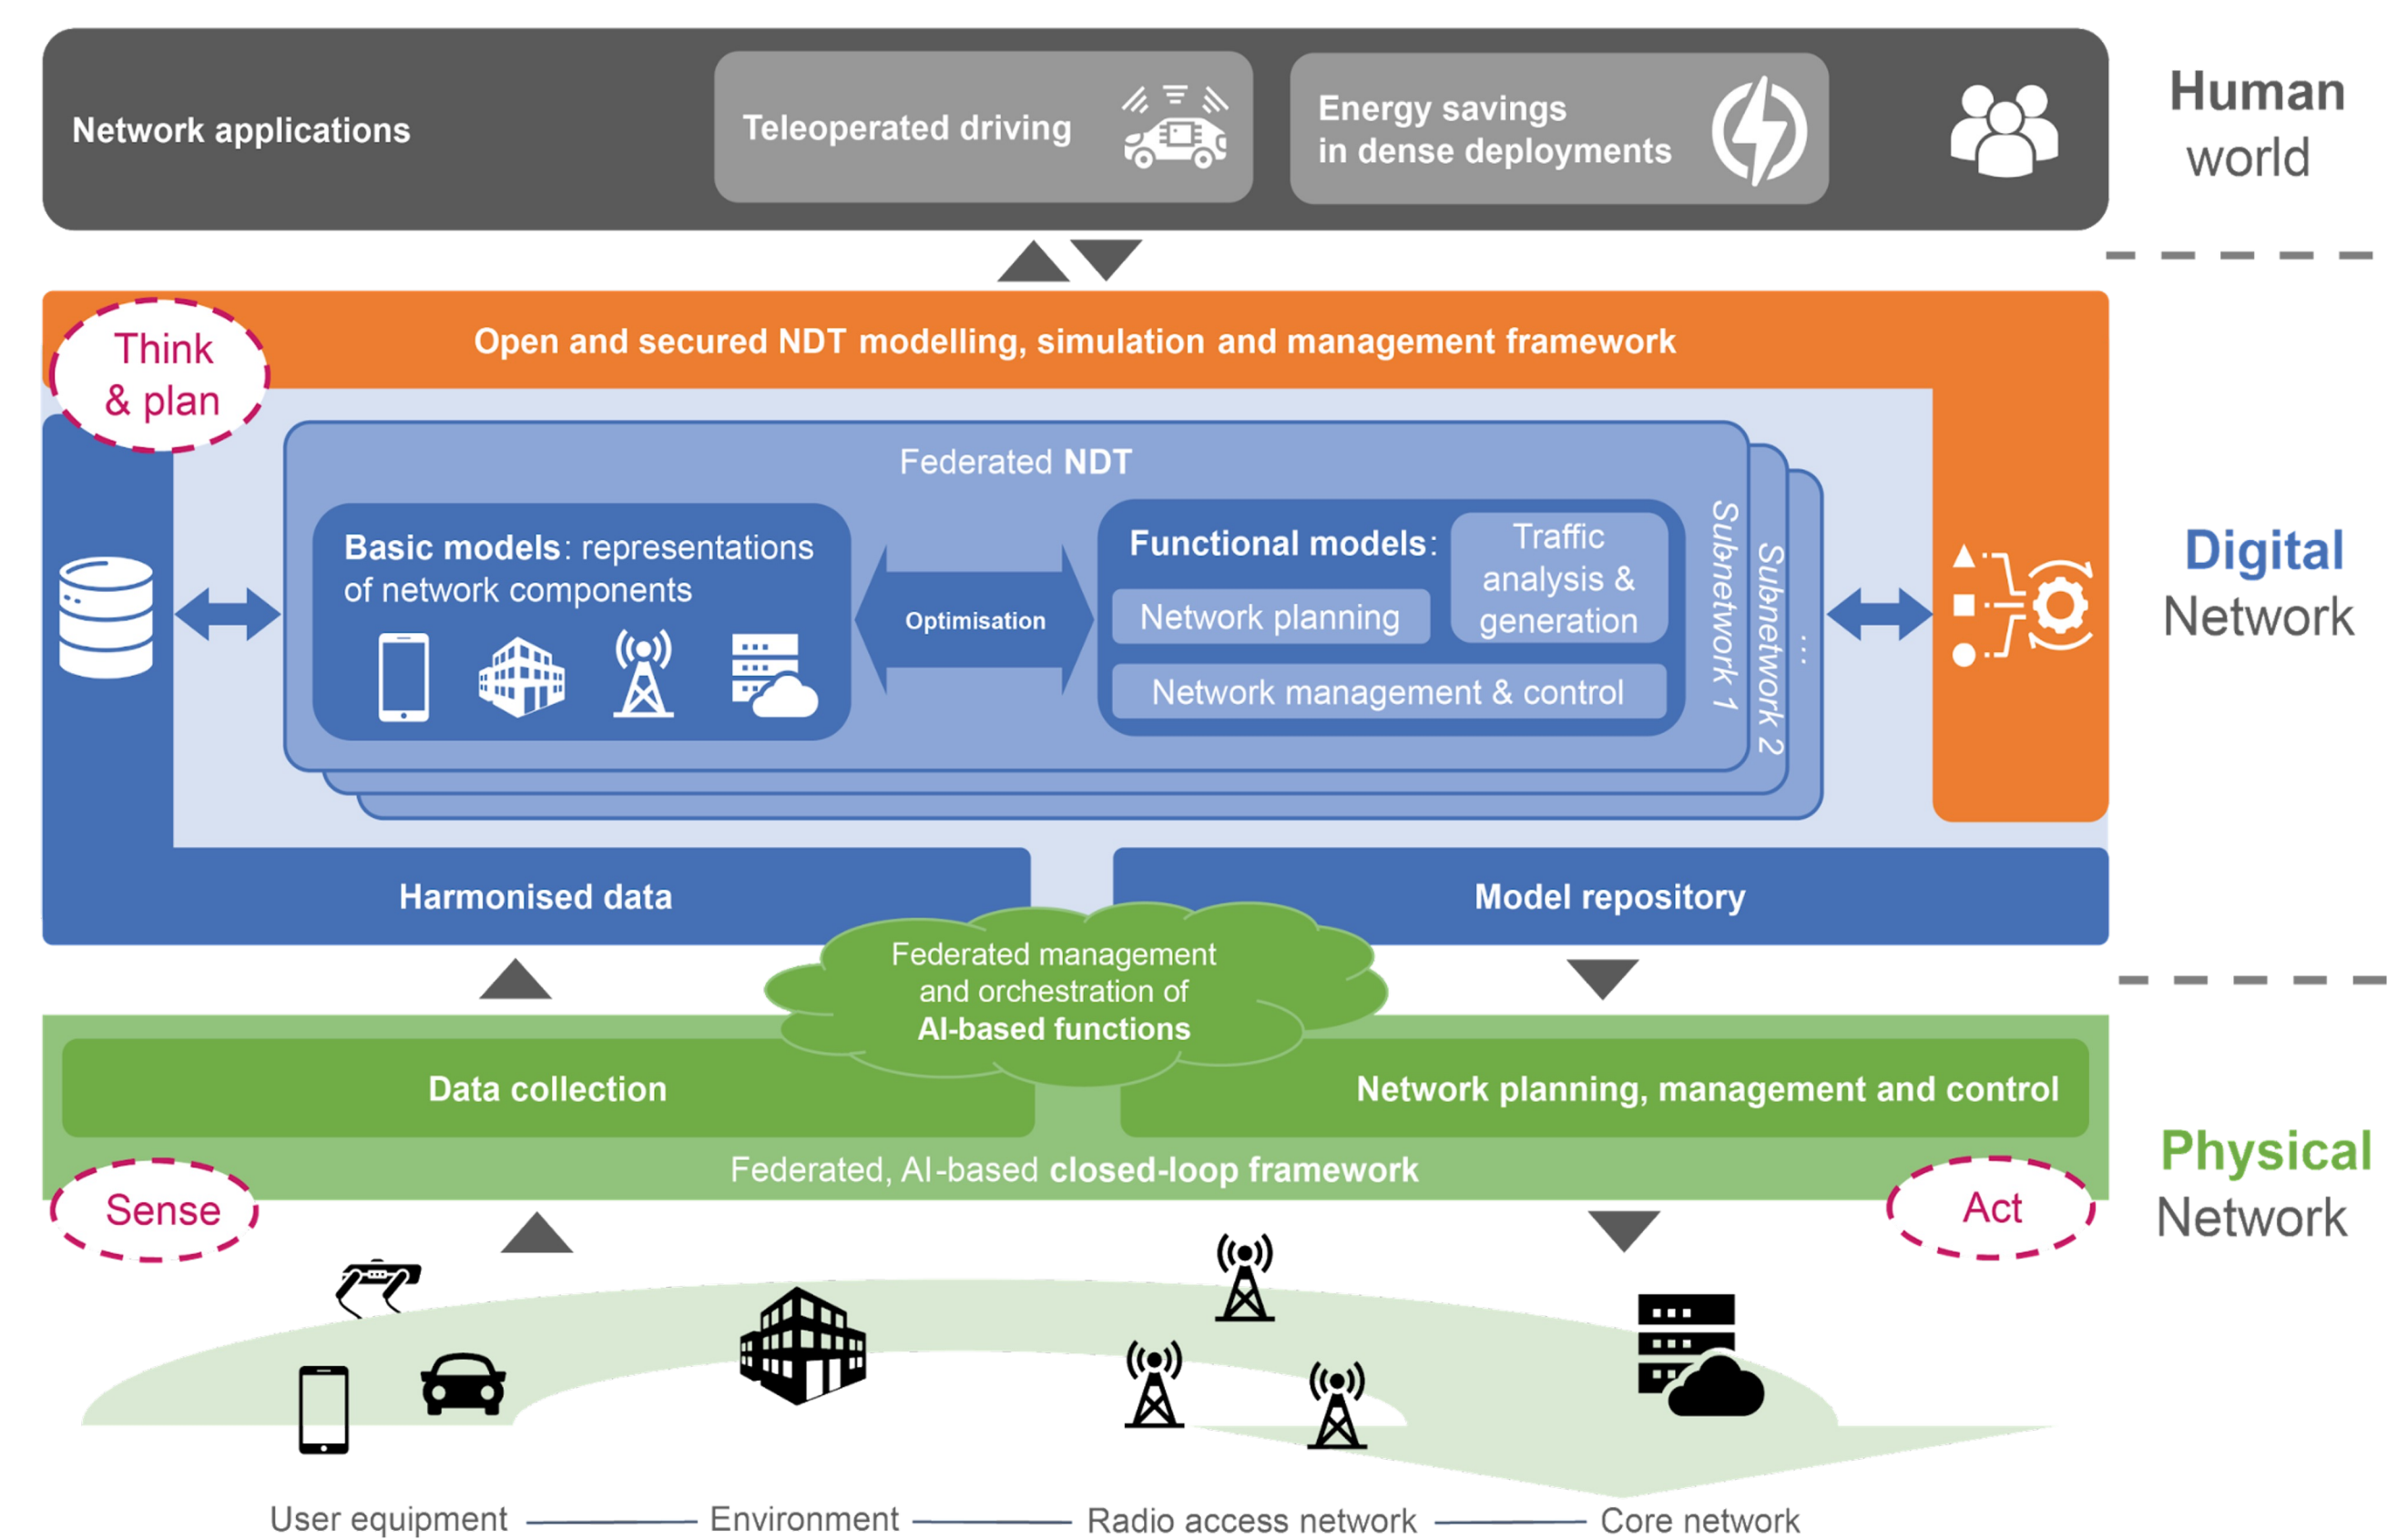 Network applications
Teleoperated driving
Energy savings
in dense deployments
Human
world
Think
& plan
Open and secured NDT modelling, simulation and management framework
Federated NDT
Basic models: representations
of network components
Optimisation
Functional models:
Network planning
Traffic
analysis &
generation
Network management & control
Subnetwork 1
Subnetwork 2
...
Digital
Network
Harmonised data
Model repository
Federated management
and orchestration of
AI-based functions
Data collection
Network planning, management and control
Federated, AI-based closed-loop framework
Sense
Act
Physical
Network
User equipment
Environment
Radio access network
Core network